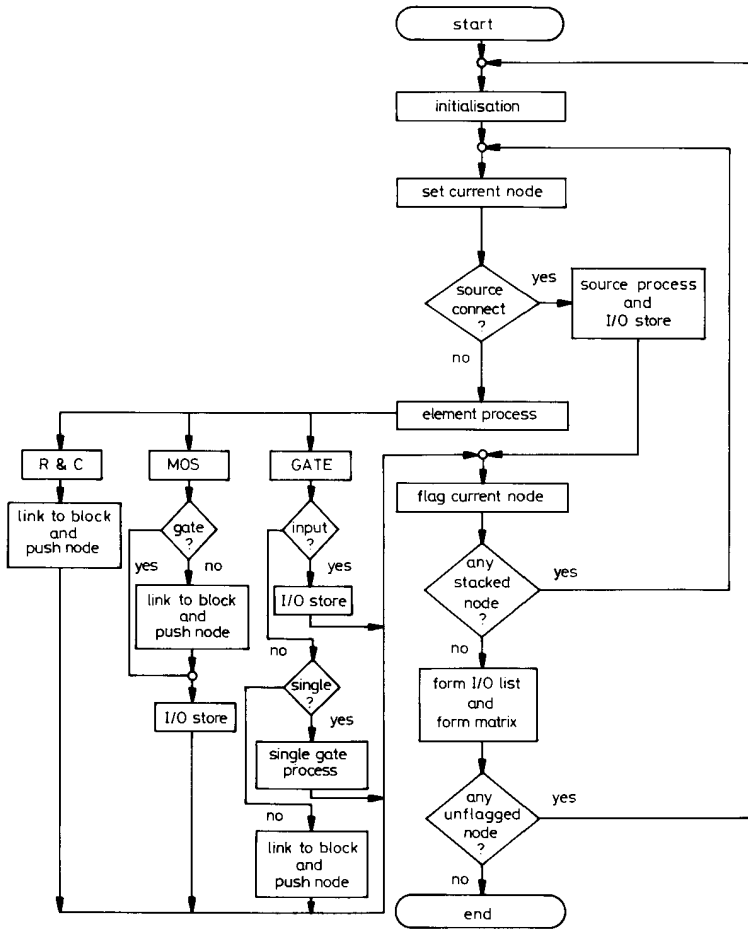 start
initialisation
set current node
source
connect
?
yes
no
source process
and
I/O store
element process
R & C
MOS
GATE
link to block
and
push node
gate
?
yes
no
link to block
and
push node
I/O store
input
?
yes
no
I/O store
single
?
yes
no
single gate
process
link to block
and
push node
flag current node
any
stacked
node
?
yes
no
form I/O list
and
form matrix
any
unflagged
node
?
yes
no
end